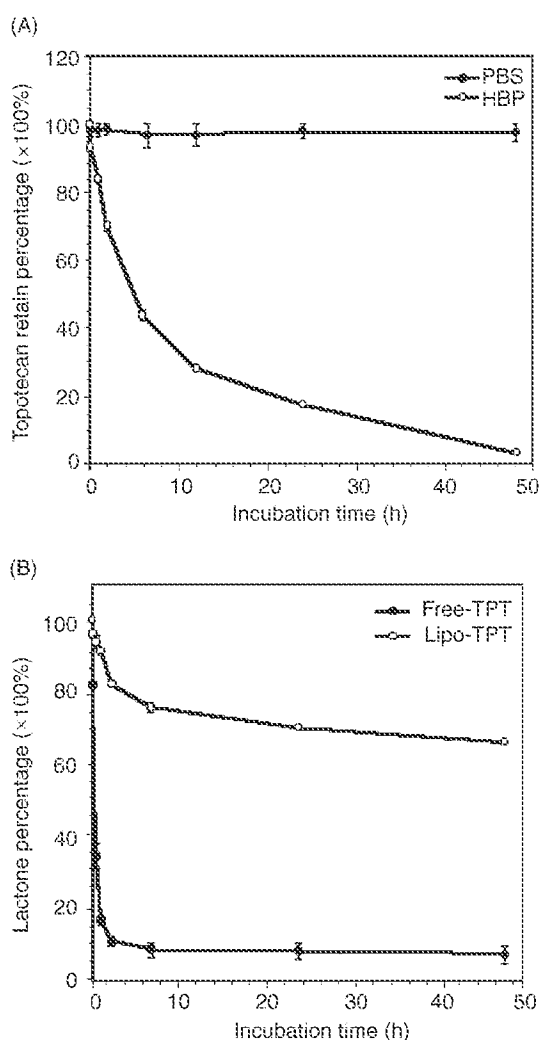 (A)
Topotecan retain percentage (×100%)
120
100
80
60
40
20
0
PBS
HBP
0 10 20 30 40 50
Incubation time (h)
(B)
Lactone percentage (×100%)
100
80
60
40
20
0
Free-TPT
Lipo-TPT
0 10 20 30 40 50
Incubation time (h)